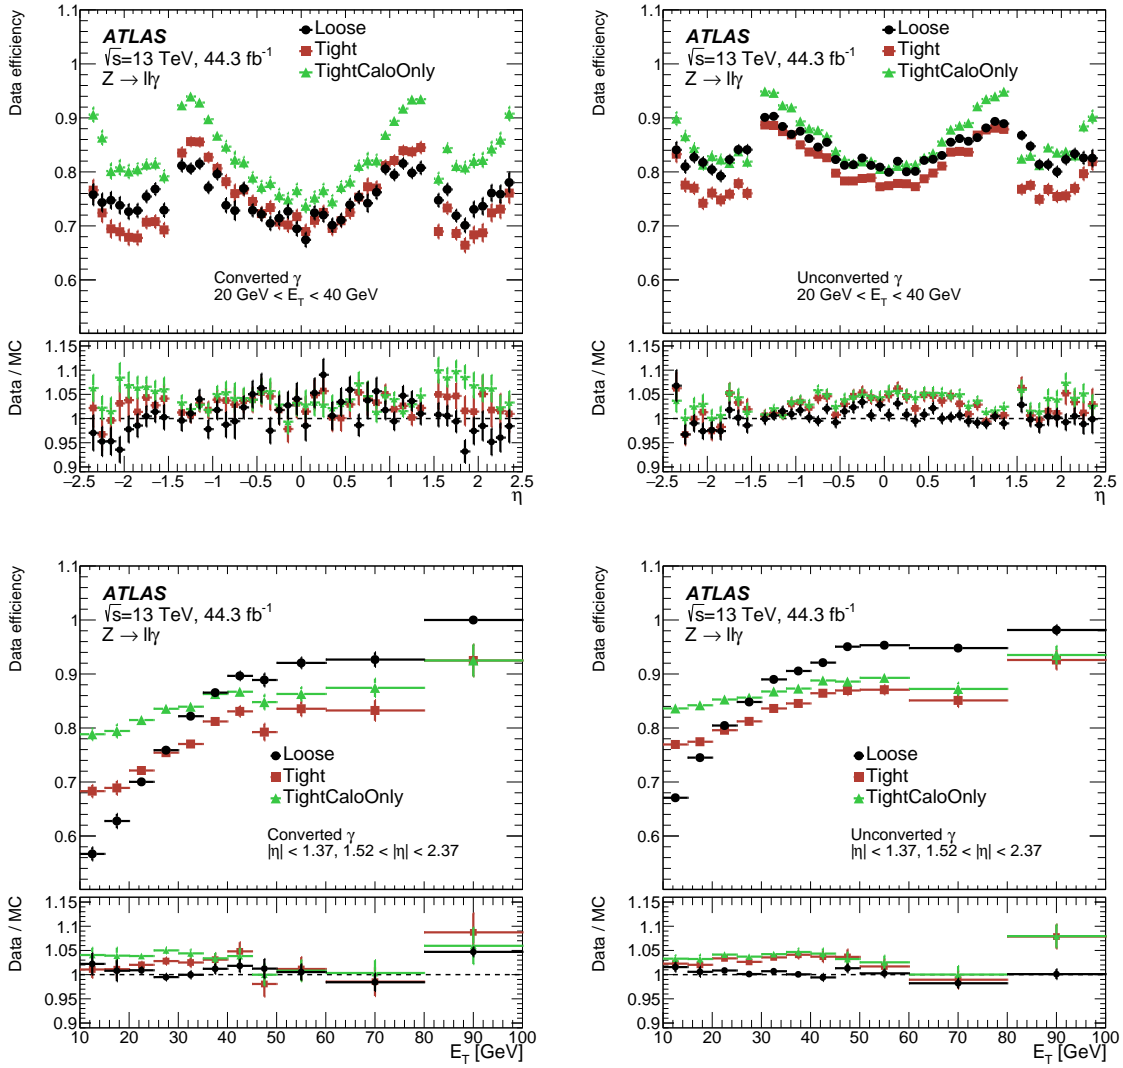 Data efficiency
1.1
1
0.9
0.8
0.7
0.6
ATLAS
√s=13 TeV, 44.3 fb⁻¹
Z → llγ
Loose
Tight
TightCaloOnly
Converted γ
20 GeV < E_T < 40 GeV
Data / MC
1.15
1.1
1.05
1
0.95
0.9
−2.5 −2 −1.5 −1 −0.5 0 0.5 1 1.5 2 2.5
η
Data efficiency
1.1
1
0.9
0.8
0.7
0.6
ATLAS
√s=13 TeV, 44.3 fb⁻¹
Z → llγ
Loose
Tight
TightCaloOnly
Unconverted γ
20 GeV < E_T < 40 GeV
Data / MC
1.15
1.1
1.05
1
0.95
0.9
−2.5 −2 −1.5 −1 −0.5 0 0.5 1 1.5 2 2.5
η
Data efficiency
1.1
1
0.9
0.8
0.7
0.6
ATLAS
√s=13 TeV, 44.3 fb⁻¹
Z → llγ
Loose
Tight
TightCaloOnly
Converted γ
|η| < 1.37, 1.52 < |η| < 2.37
Data / MC
1.15
1.1
1.05
1
0.95
0.9
10 20 30 40 50 60 70 80 90 100
E_T [GeV]
Data efficiency
1.1
1
0.9
0.8
0.7
0.6
ATLAS
√s=13 TeV, 44.3 fb⁻¹
Z → llγ
Loose
Tight
TightCaloOnly
Unconverted γ
|η| < 1.37, 1.52 < |η| < 2.37
Data / MC
1.15
1.1
1.05
1
0.95
0.9
10 20 30 40 50 60 70 80 90 100
E_T [GeV]